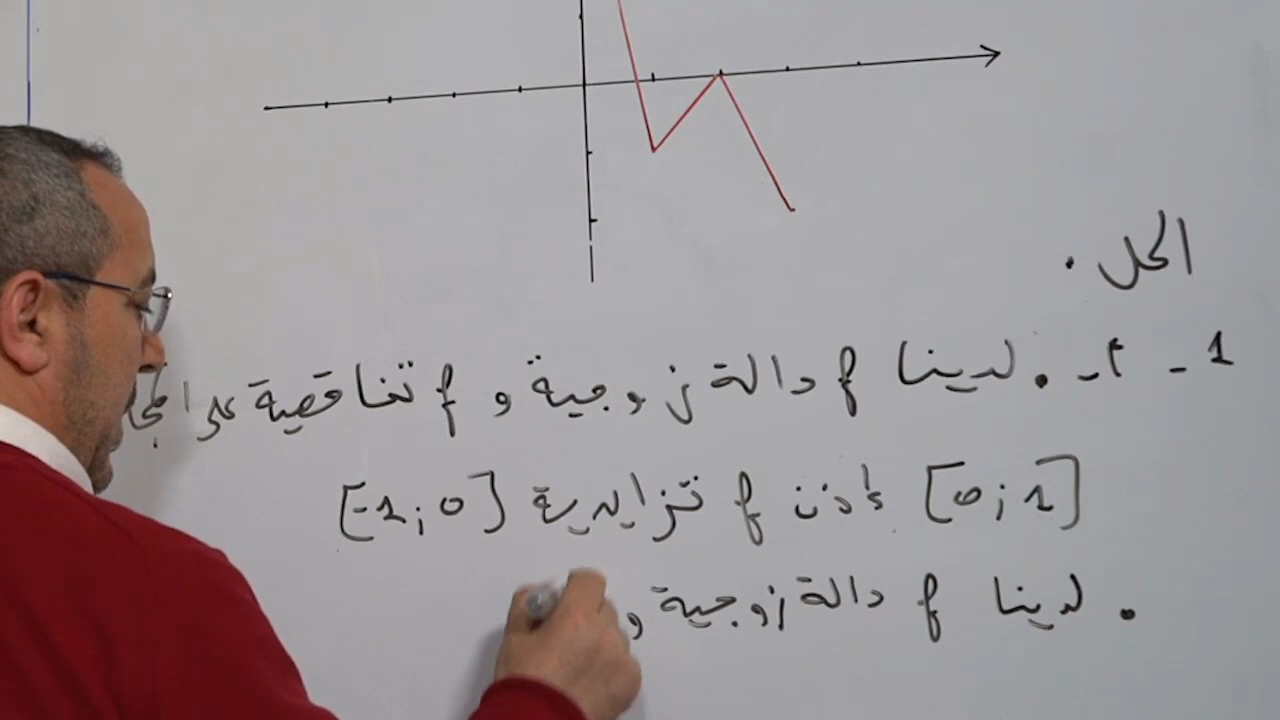 الحل .
1 - أ - . لدينا f دالة زوجية و f تناقصية على المجا
[0;1] إذن f تزايدية [-1;0]
. لدينا f دالة زوجية و